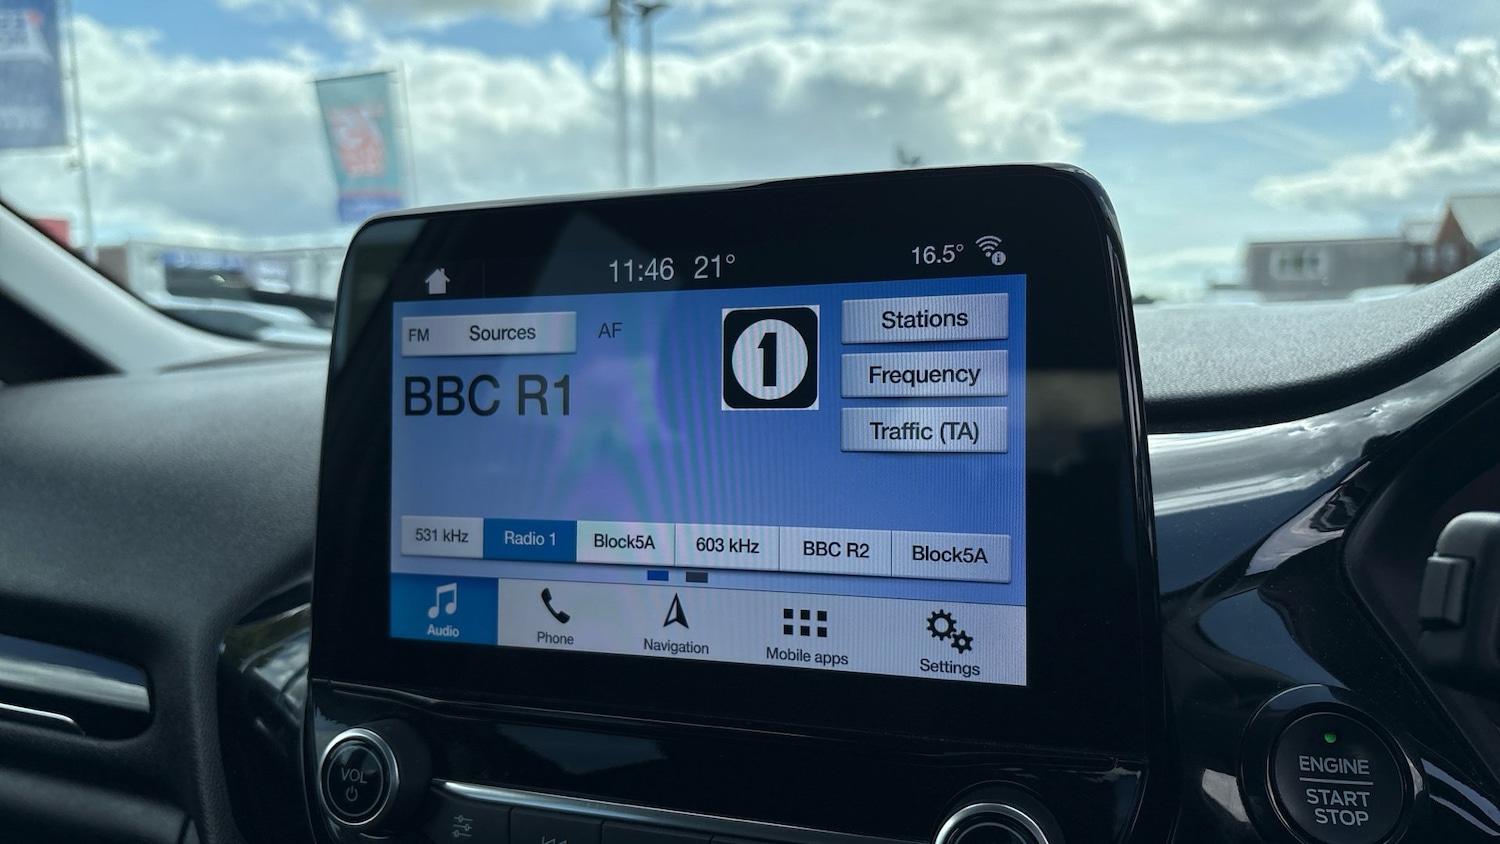 11:46 21°
16.5°
FM Sources
AF
1
Stations
BBC R1
Frequency
Traffic (TA)
531 kHz
Radio 1
Block5A
603 kHz
BBC R2
Block5A
Audio
Phone
Navigation
Mobile apps
Settings
VOL
ENGINE
START
STOP